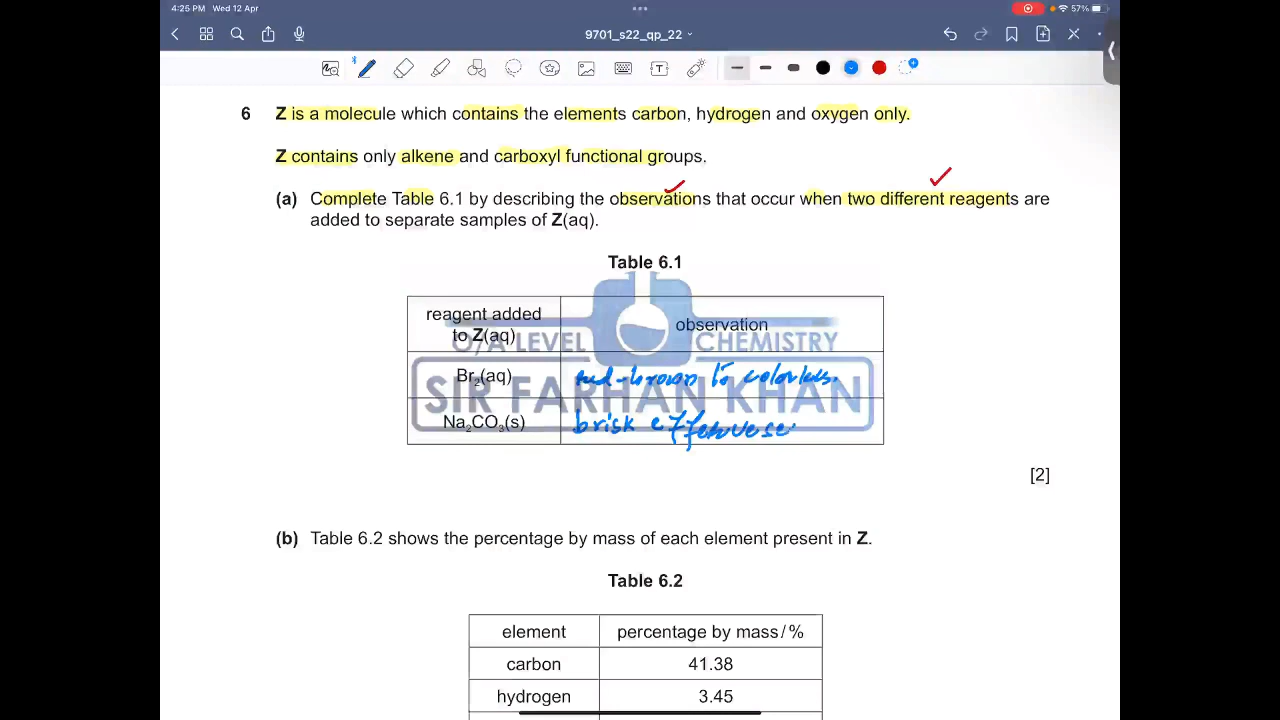 4:25 PM Wed 12 Apr
57%
9701_s22_qp_22
6 Z is a molecule which contains the elements carbon, hydrogen and oxygen only.
Z contains only alkene and carboxyl functional groups.
(a) Complete Table 6.1 by describing the observations that occur when two different reagents are
added to separate samples of Z(aq).
Table 6.1
reagent added
to Z(aq)
observation
O/A LEVEL CHEMISTRY
Br₂(aq) red-brown to colorless.
SIR FARHAN KHAN
Na₂CO₃(s) brisk effervese
[2]
(b) Table 6.2 shows the percentage by mass of each element present in Z.
Table 6.2
element percentage by mass / %
carbon 41.38
hydrogen 3.45